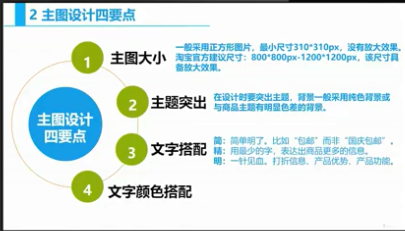 2 主图设计四要点
主图设计
四要点
1
主图大小
一般采用正方形图片，最小尺寸310*310px，没有放大效果。
淘宝官方建议尺寸：800*800px-1200*1200px，该尺寸具
备放大效果。
2
主题突出
在设计时要突出主题，背景一般采用纯色背景或
与商品主题有明显色差的背景。
3
文字搭配
简：简单明了。比如“包邮”而非“国庆包邮”。
精：用最少的字，表达出商品更多的信息。
明：一针见血。打折信息、产品优势、产品功能。
4
文字颜色搭配